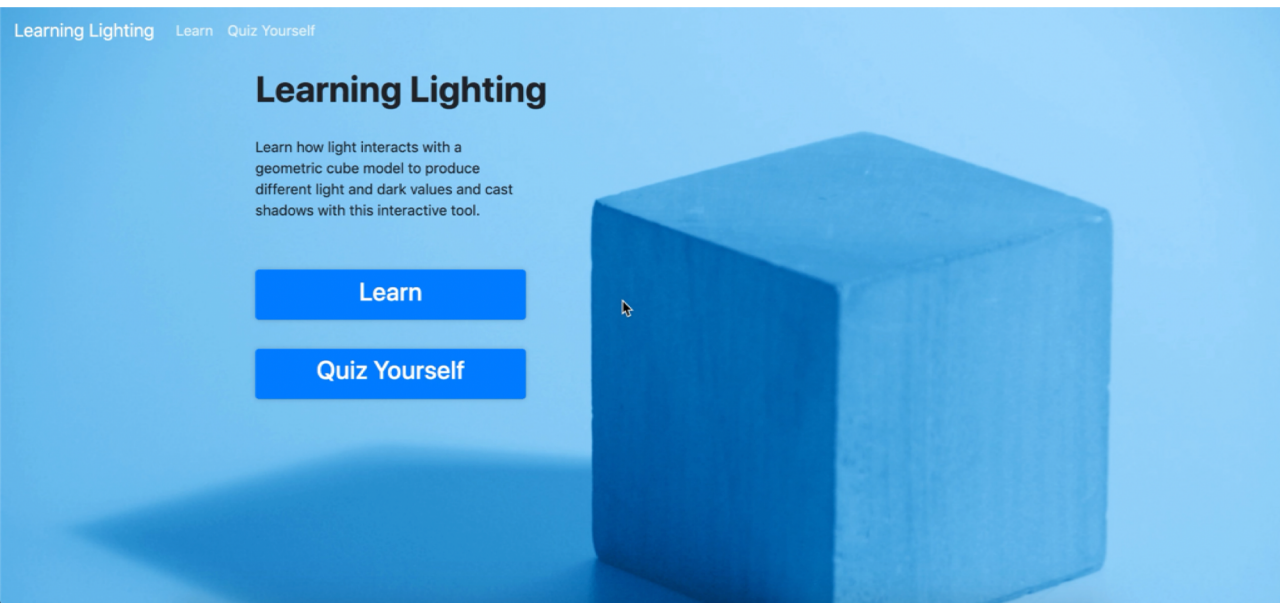 Learning Lighting Learn Quiz Yourself
Learning Lighting
Learn how light interacts with a
geometric cube model to produce
different light and dark values and cast
shadows with this interactive tool.
Learn
Quiz Yourself